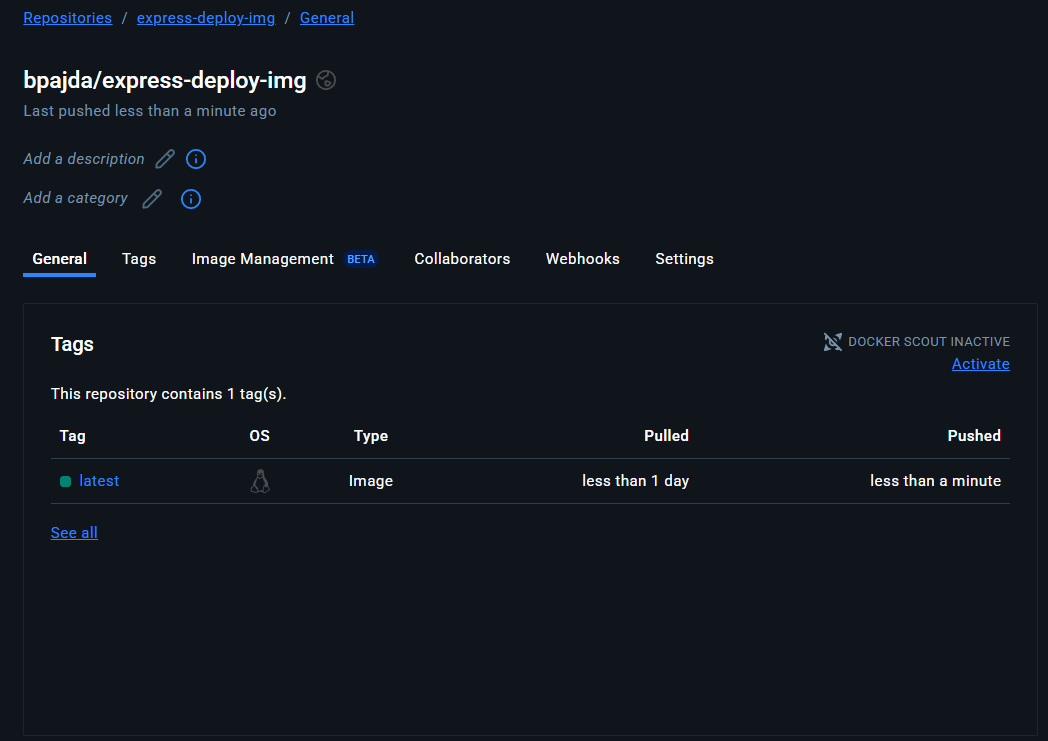 Repositories / express-deploy-img / General
bpajda/express-deploy-img
Last pushed less than a minute ago
Add a description
Add a category
General Tags Image Management BETA Collaborators Webhooks Settings
Tags
DOCKER SCOUT INACTIVE
Activate
This repository contains 1 tag(s).
Tag OS Type Pulled Pushed
latest Image less than 1 day less than a minute
See all